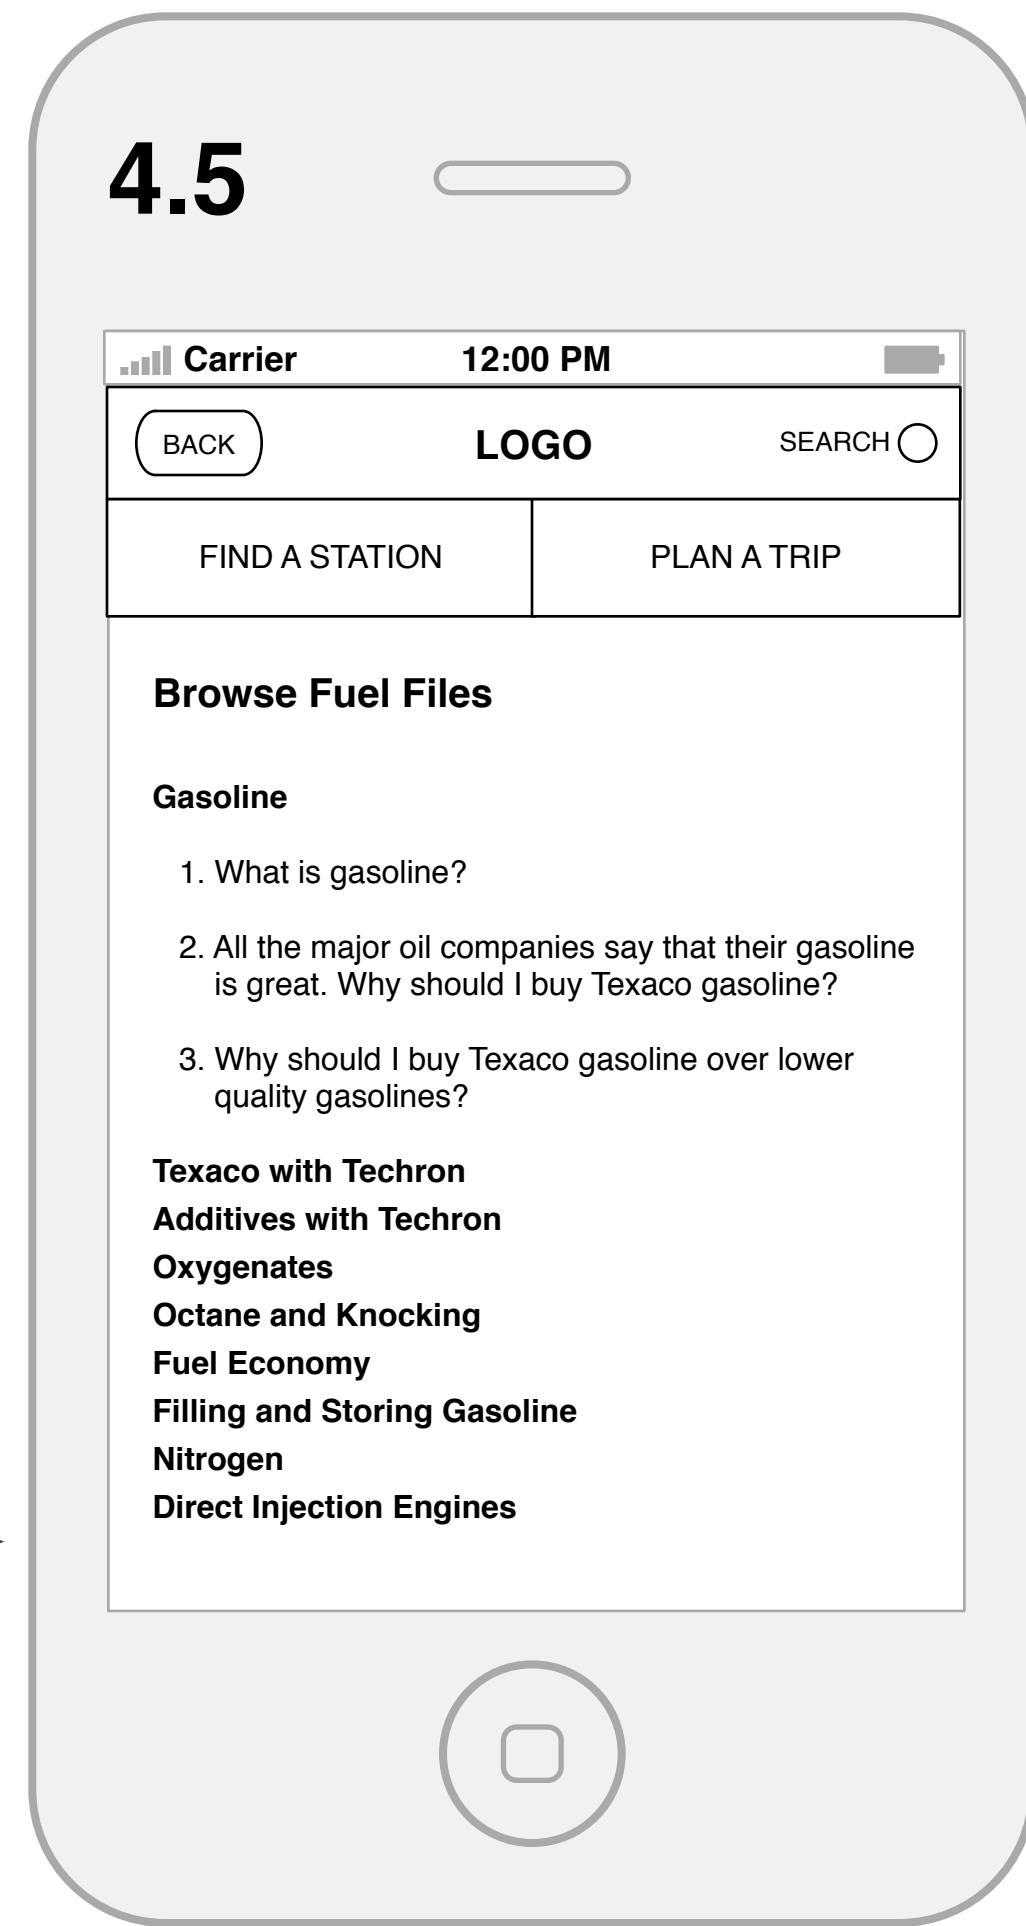 4.5
Carrier 12:00 PM
BACK LOGO SEARCH
FIND A STATION PLAN A TRIP
Browse Fuel Files
Gasoline
1. What is gasoline?
2. All the major oil companies say that their gasoline
is great. Why should I buy Texaco gasoline?
3. Why should I buy Texaco gasoline over lower
quality gasolines?
Texaco with Techron
Additives with Techron
Oxygenates
Octane and Knocking
Fuel Economy
Filling and Storing Gasoline
Nitrogen
Direct Injection Engines